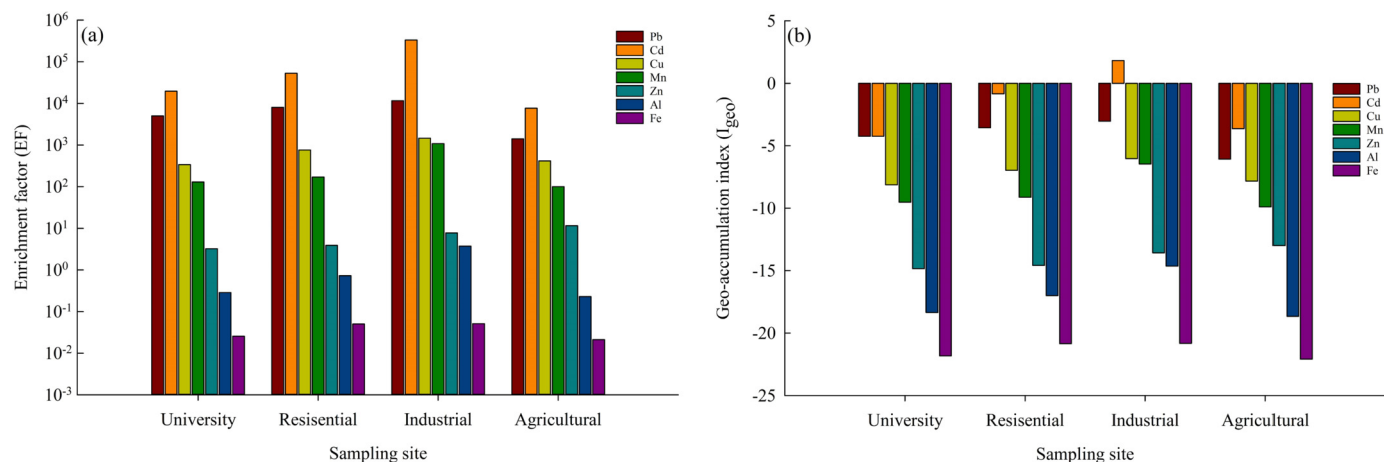 (a)
Enrichment factor (EF)
10^6
10^5
10^4
10^3
10^2
10^1
10^0
10^-1
10^-2
10^-3
Pb
Cd
Cu
Mn
Zn
Al
Fe
University
Resisential
Industrial
Agricultural
Sampling site
(b)
Geo-accumulation index (I_geo)
5
0
-5
-10
-15
-20
-25
Pb
Cd
Cu
Mn
Zn
Al
Fe
University
Resisential
Industrial
Agricultural
Sampling site